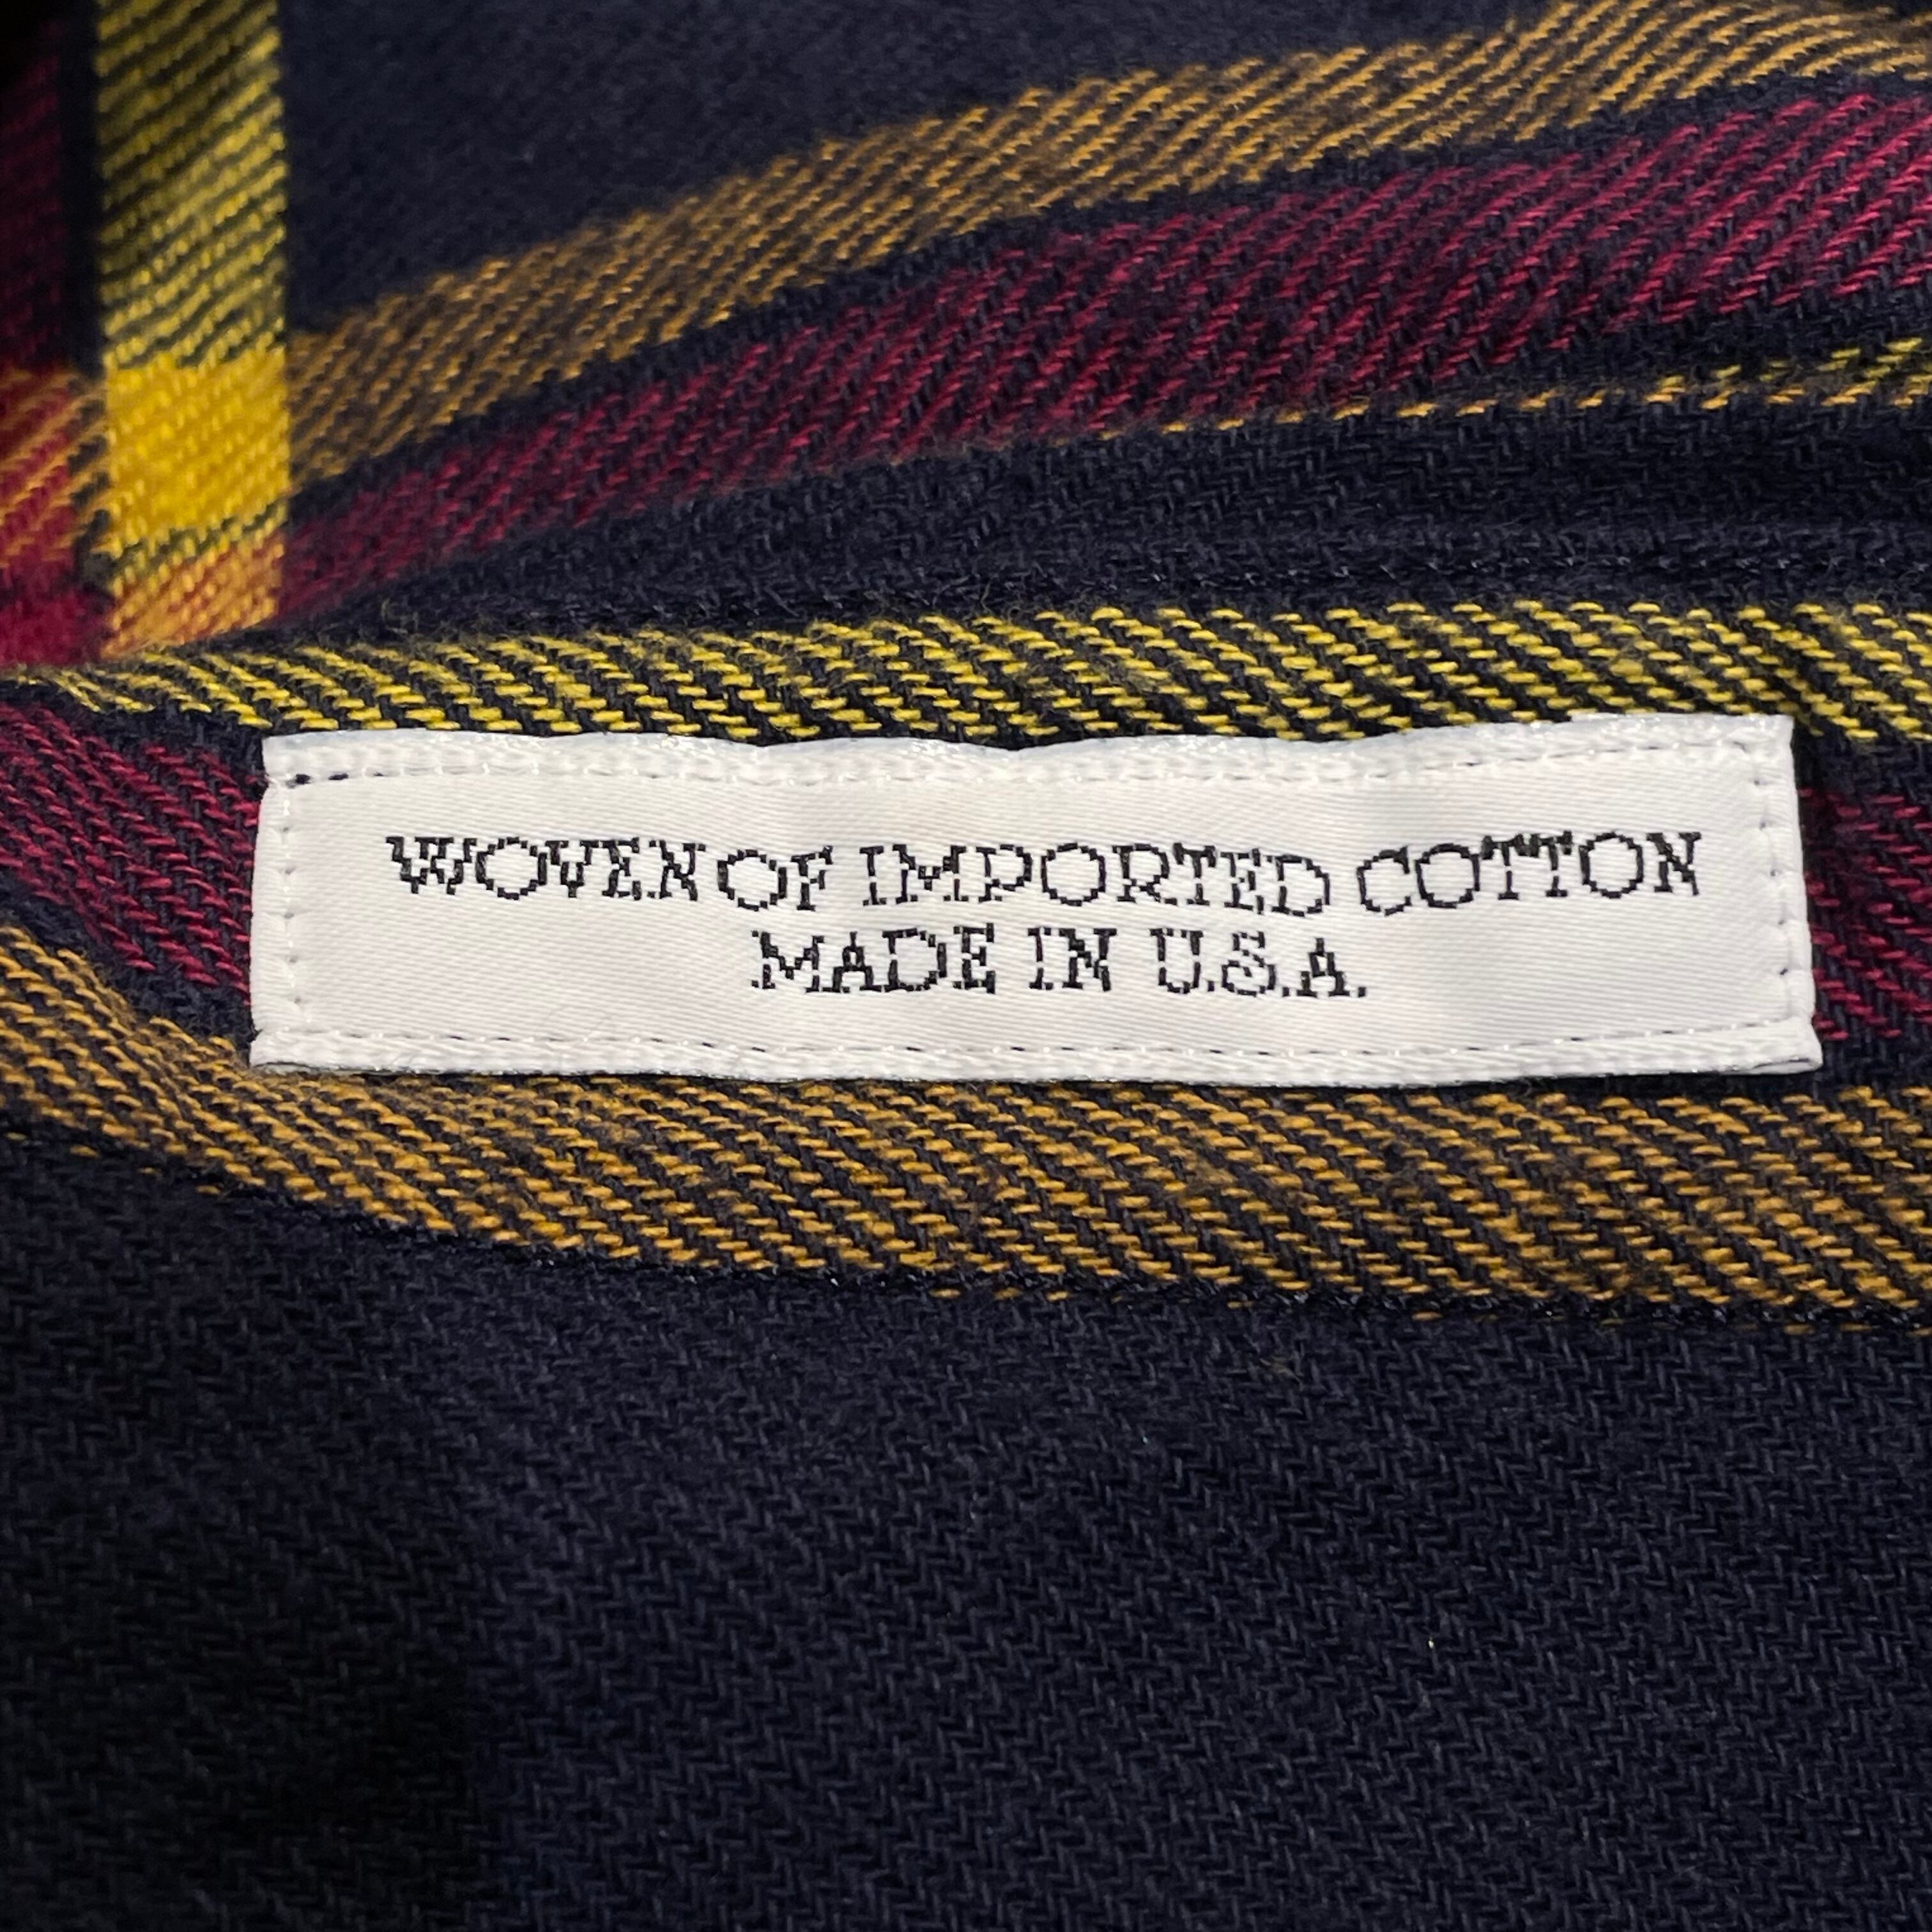 WOVEN OF IMPORTED COTTON
MADE IN U.S.A.